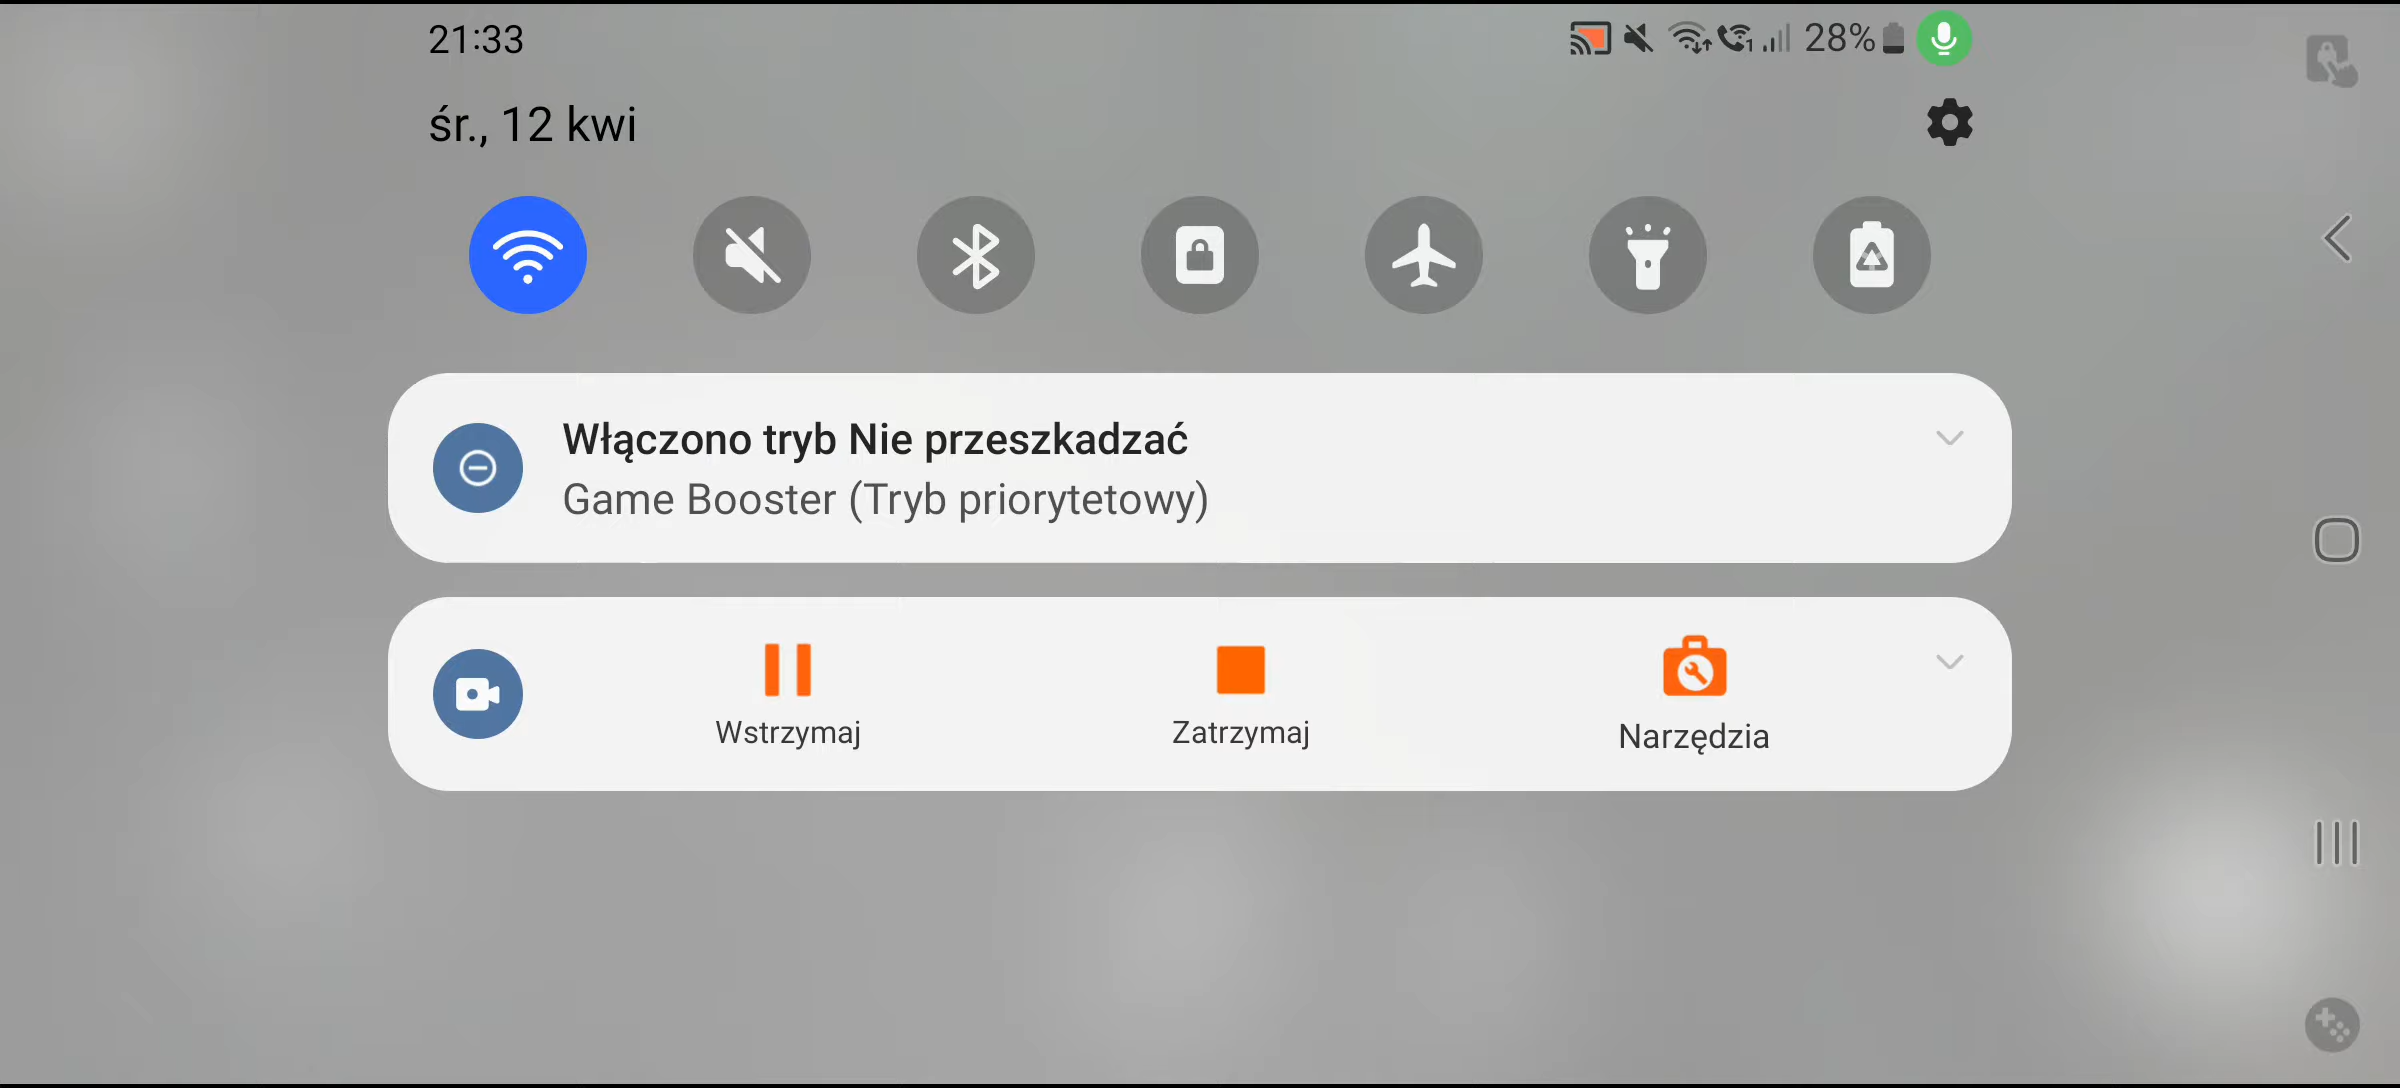 21:33
28%
śr., 12 kwi
Włączono tryb Nie przeszkadzać
Game Booster (Tryb priorytetowy)
Wstrzymaj
Zatrzymaj
Narzędzia